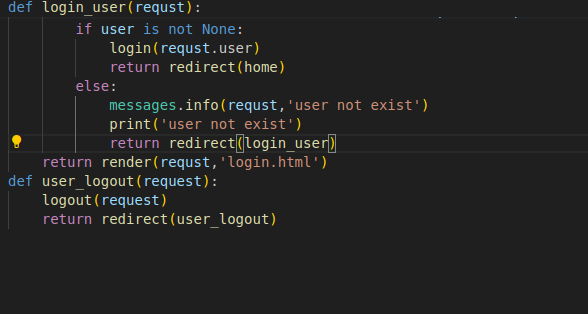 def login_user(requst):
if user is not None:
login(requst.user)
return redirect(home)
else:
messages.info(requst,'user not exist')
print('user not exist')
return redirect(login_user)
return render(requst,'login.html')
def user_logout(request):
logout(request)
return redirect(user_logout)